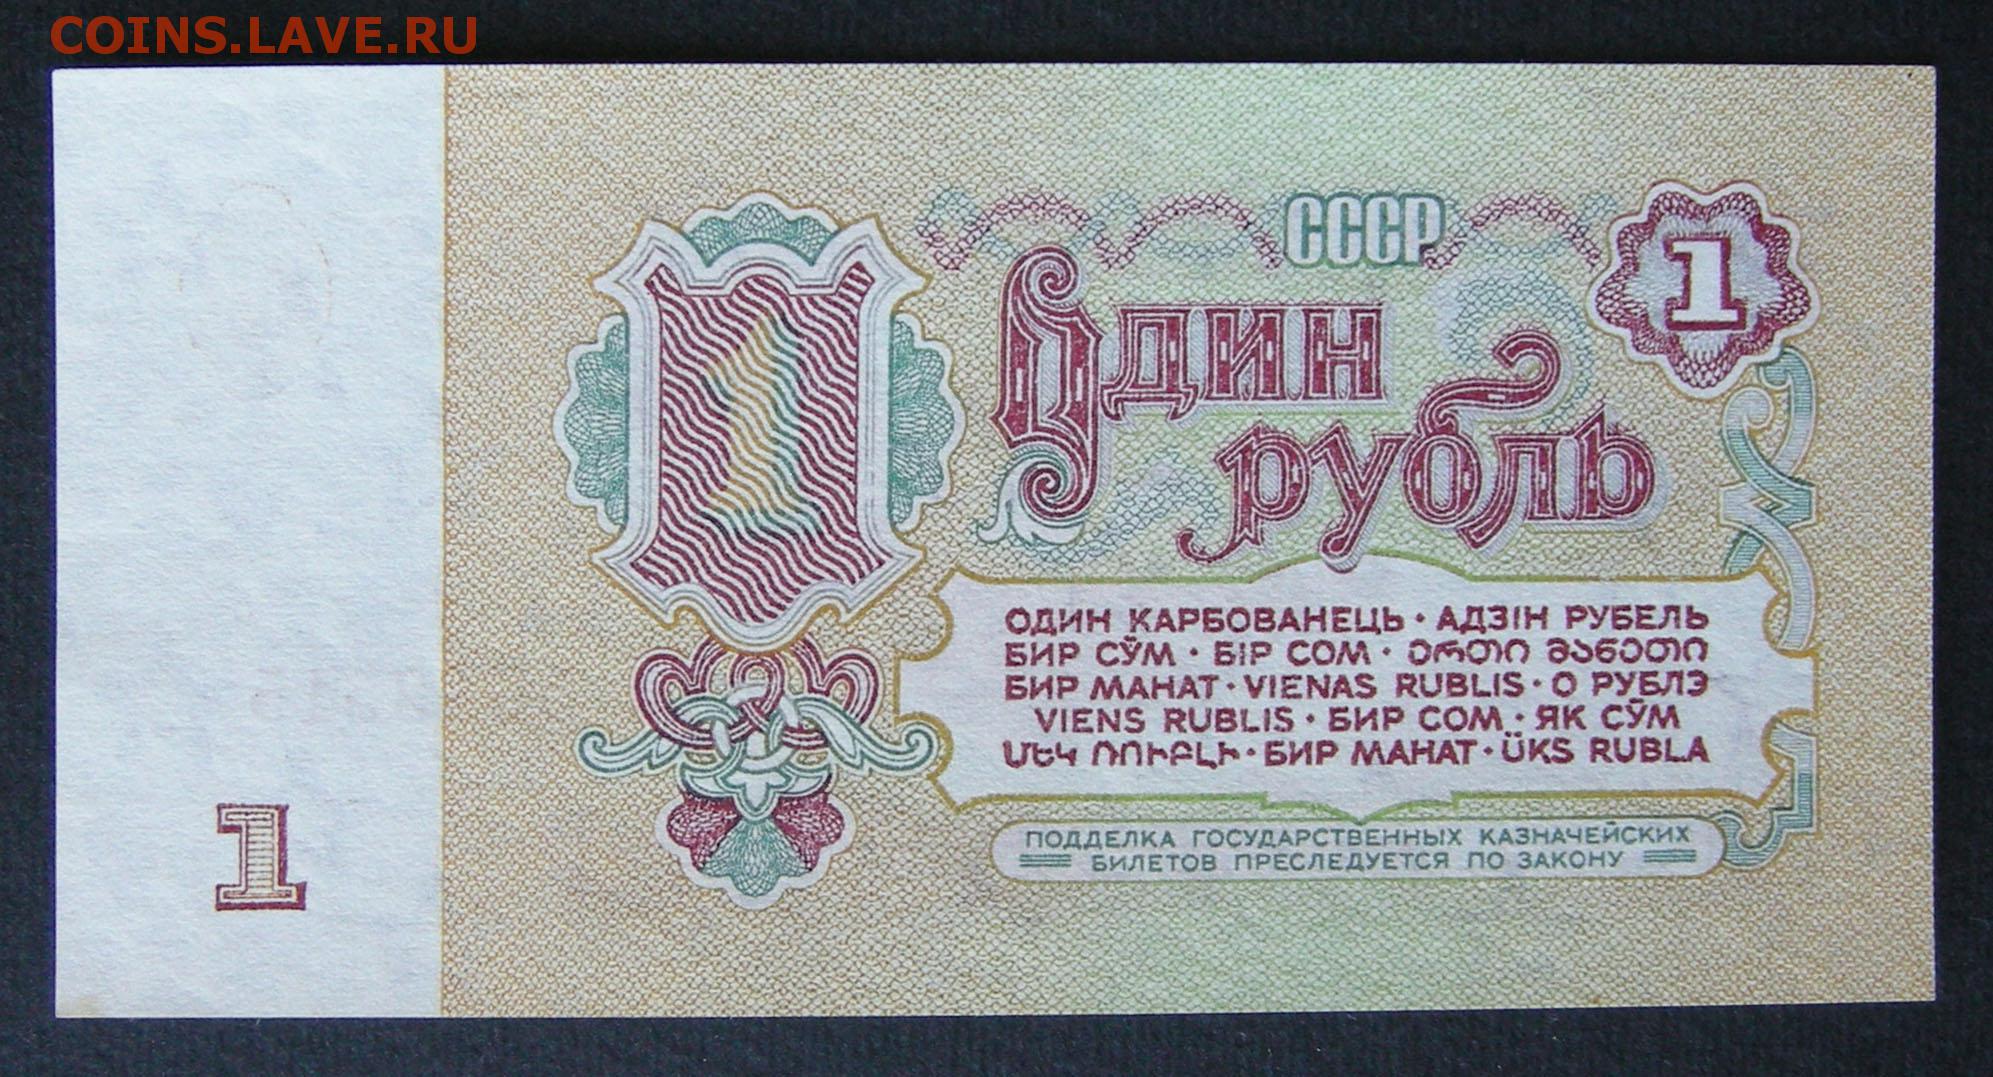 COINS.LAVE.RU
СССР
1
Один
рубль
1
ОДИН КАРБОВАНЕЦЬ · АДЗІН РУБЕЛЬ
БИР СЎМ · БІР СОМ · ᲔᲠᲗᲘ ᲛᲐᲜᲔᲗᲘ
БИР МАНАТ · VIENAS RUBLIS · О РУБЛЭ
VIENS RUBLIS · БИР СОМ · ЯК СӮМ
ՄԵԿ ՌՈՒԲԼԻ · БИР МАНАТ · ÜKS RUBLA
ПОДДЕЛКА ГОСУДАРСТВЕННЫХ КАЗНАЧЕЙСКИХ
БИЛЕТОВ ПРЕСЛЕДУЕТСЯ ПО ЗАКОНУ
1